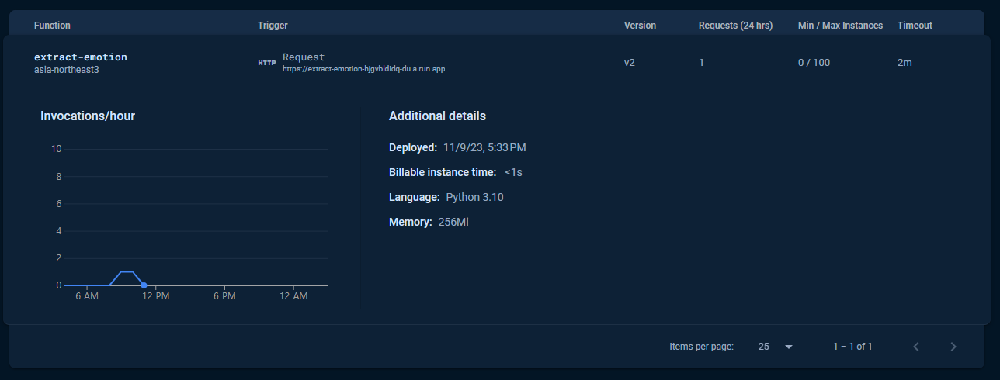 Function Trigger Version Requests (24 hrs) Min / Max Instances Timeout
extract-emotion
asia-northeast3
HTTP Request
https://extract-emotion-hjgvbldidq-du.a.run.app
v2 1 0 / 100 2m
Invocations/hour
10
8
6
4
2
0
6 AM 12 PM 6 PM 12 AM
Additional details
Deployed: 11/9/23, 5:33 PM
Billable instance time: <1s
Language: Python 3.10
Memory: 256Mi
Items per page: 25 1 – 1 of 1